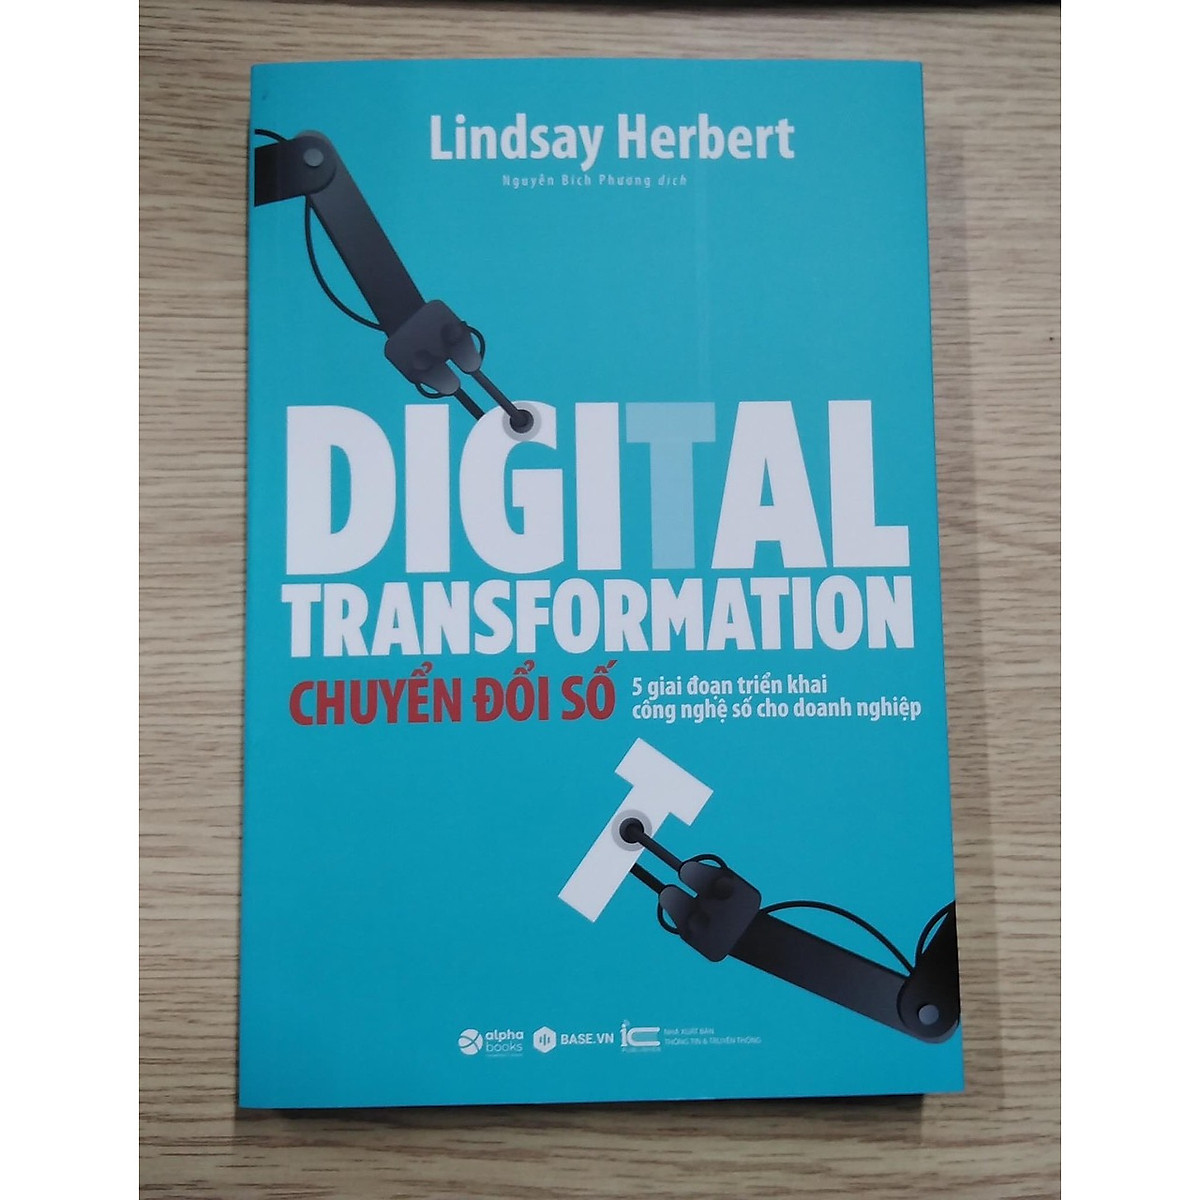 Lindsay Herbert
Nguyễn Bích Phương dịch
DIGITAL
TRANSFORMATION
CHUYỂN ĐỔI SỐ
5 giai đoạn triển khai
công nghệ số cho doanh nghiệp
T
alpha
books
BASE.VN
NHÀ XUẤT BẢN
THÔNG TIN & TRUYỀN THÔNG